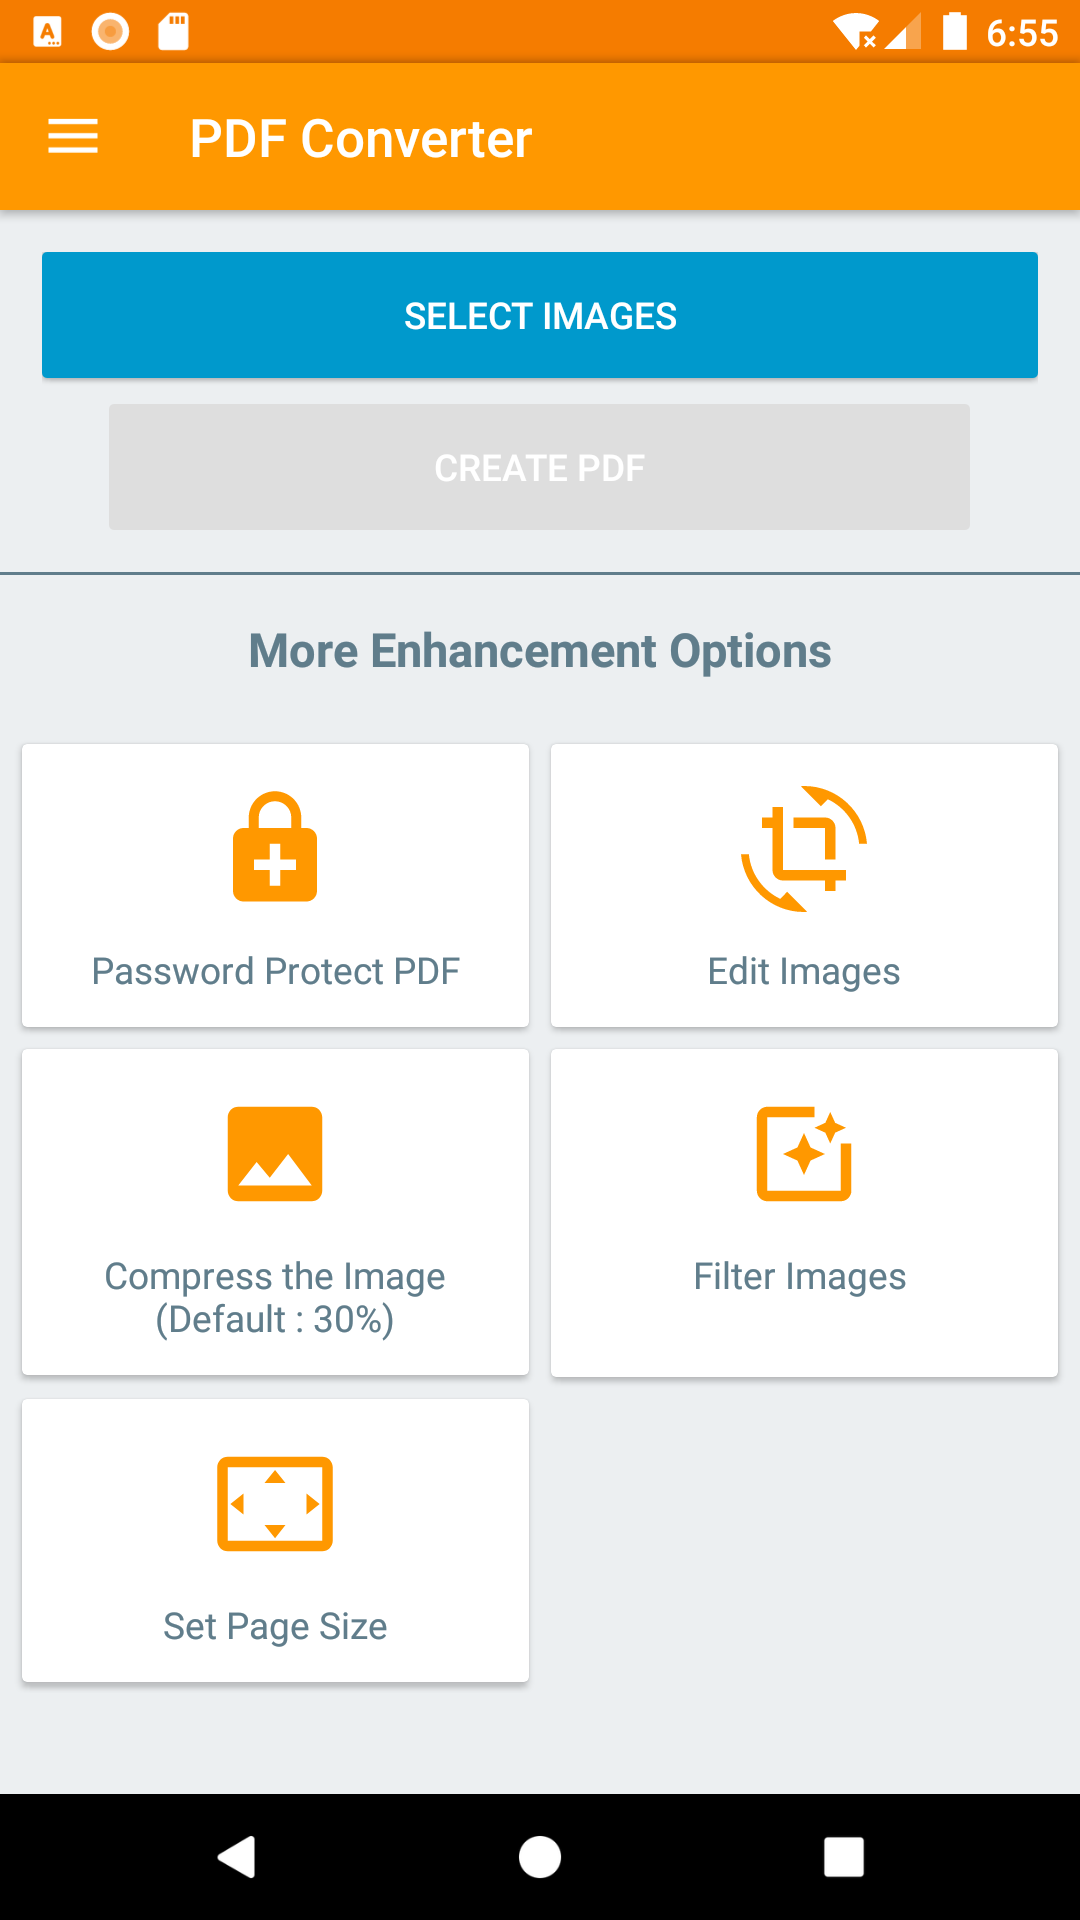 6:55
PDF Converter
SELECT IMAGES
CREATE PDF
More Enhancement Options
Password Protect PDF
Edit Images
Compress the Image
(Default : 30%)
Filter Images
Set Page Size